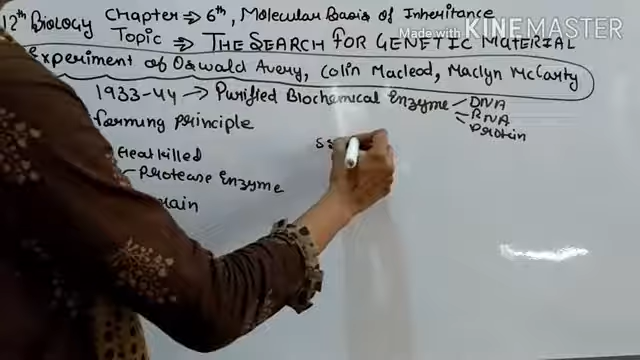 12th Biology Chapter ⇒ 6th, Molecular Basis of Inheritance
Topic ⇒ THE SEARCH FOR GENETIC MATERIAL
Made with KINEMASTER
Experiment of Oswald Avery, Colin Macleod, Maclyn McCarty
1933-44 → Purified Biochemical Enzyme
DNA
RNA
Protein
forming principle
Heat killed
Protease Enzyme
S